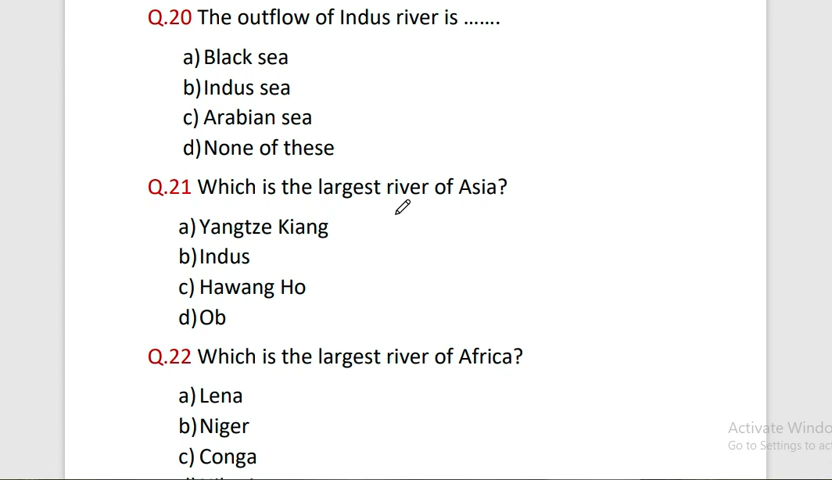 Q.20 The outflow of Indus river is .......
a) Black sea
b) Indus sea
c) Arabian sea
d) None of these
Q.21 Which is the largest river of Asia?
a) Yangtze Kiang
b) Indus
c) Hawang Ho
d) Ob
Q.22 Which is the largest river of Africa?
a) Lena
b) Niger
Activate Windo
c) Conga
Go to Settings to ac